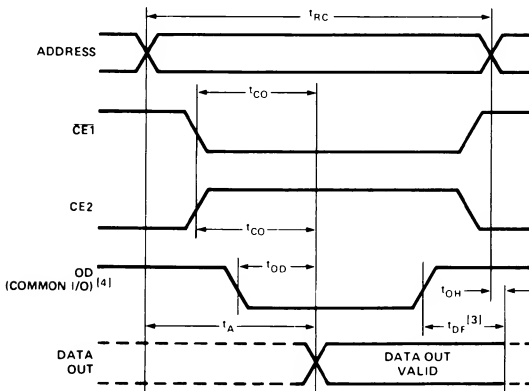 tRC
ADDRESS
tCO
CE1
CE2
tCO
OD
(COMMON I/O) [4]
tOD
tOH
tA
tDF [3]
DATA
OUT
DATA OUT
VALID